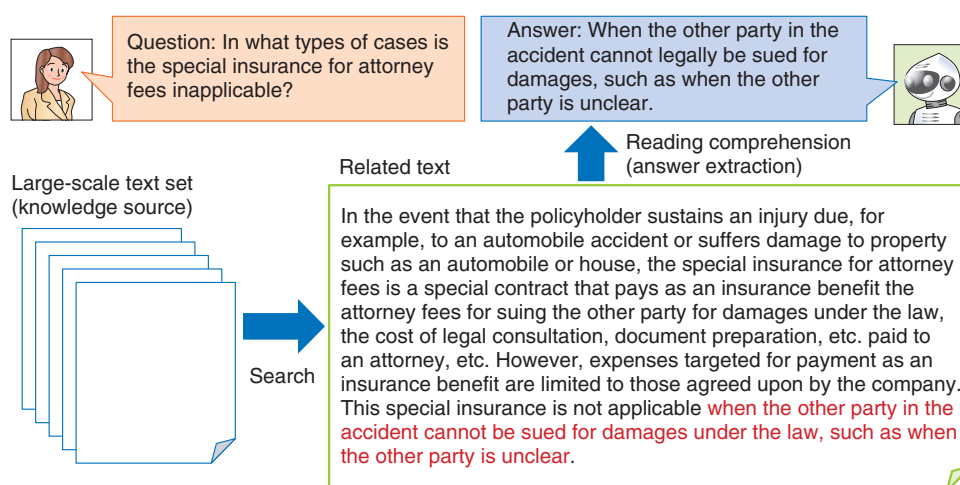 Question: In what types of cases is
the special insurance for attorney
fees inapplicable?
Answer: When the other party in the
accident cannot legally be sued for
damages, such as when the other
party is unclear.
Reading comprehension
(answer extraction)
Related text
Large-scale text set
(knowledge source)
Search
In the event that the policyholder sustains an injury due, for
example, to an automobile accident or suffers damage to property
such as an automobile or house, the special insurance for attorney
fees is a special contract that pays as an insurance benefit the
attorney fees for suing the other party for damages under the law,
the cost of legal consultation, document preparation, etc. paid to
an attorney, etc. However, expenses targeted for payment as an
insurance benefit are limited to those agreed upon by the company.
This special insurance is not applicable when the other party in the
accident cannot be sued for damages under the law, such as when
the other party is unclear.